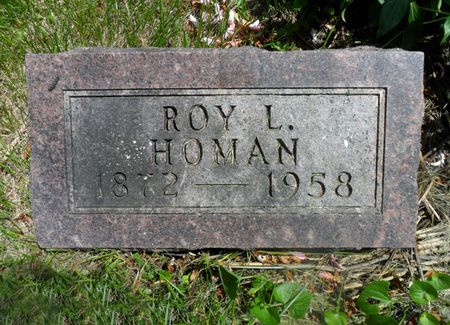 ROY L.
HOMAN
1872 — 1958